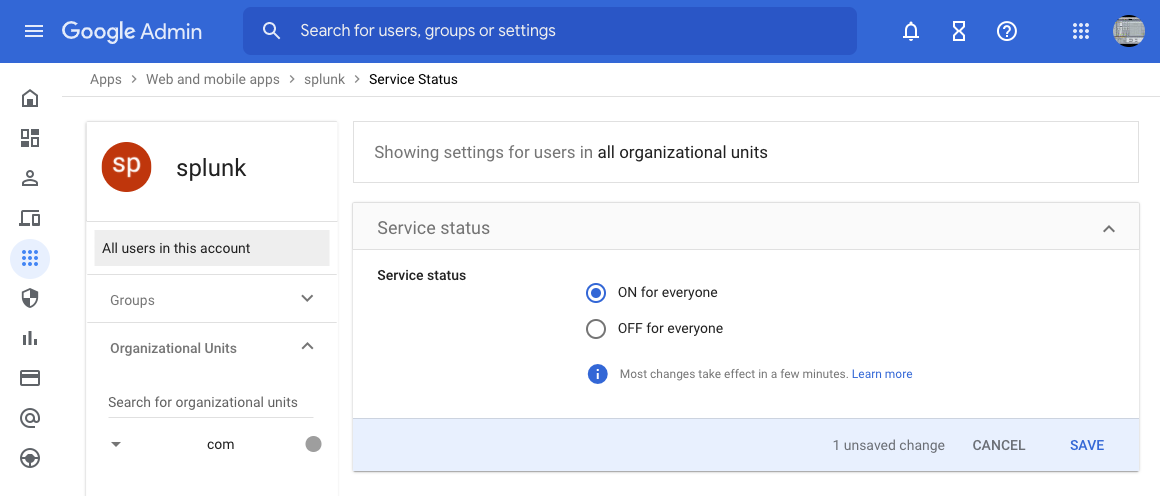 Google Admin
Search for users, groups or settings
Apps > Web and mobile apps > splunk > Service Status
sp
splunk
All users in this account
Groups
Organizational Units
Search for organizational units
com
Showing settings for users in all organizational units
Service status
Service status
ON for everyone
OFF for everyone
Most changes take effect in a few minutes. Learn more
1 unsaved change CANCEL SAVE